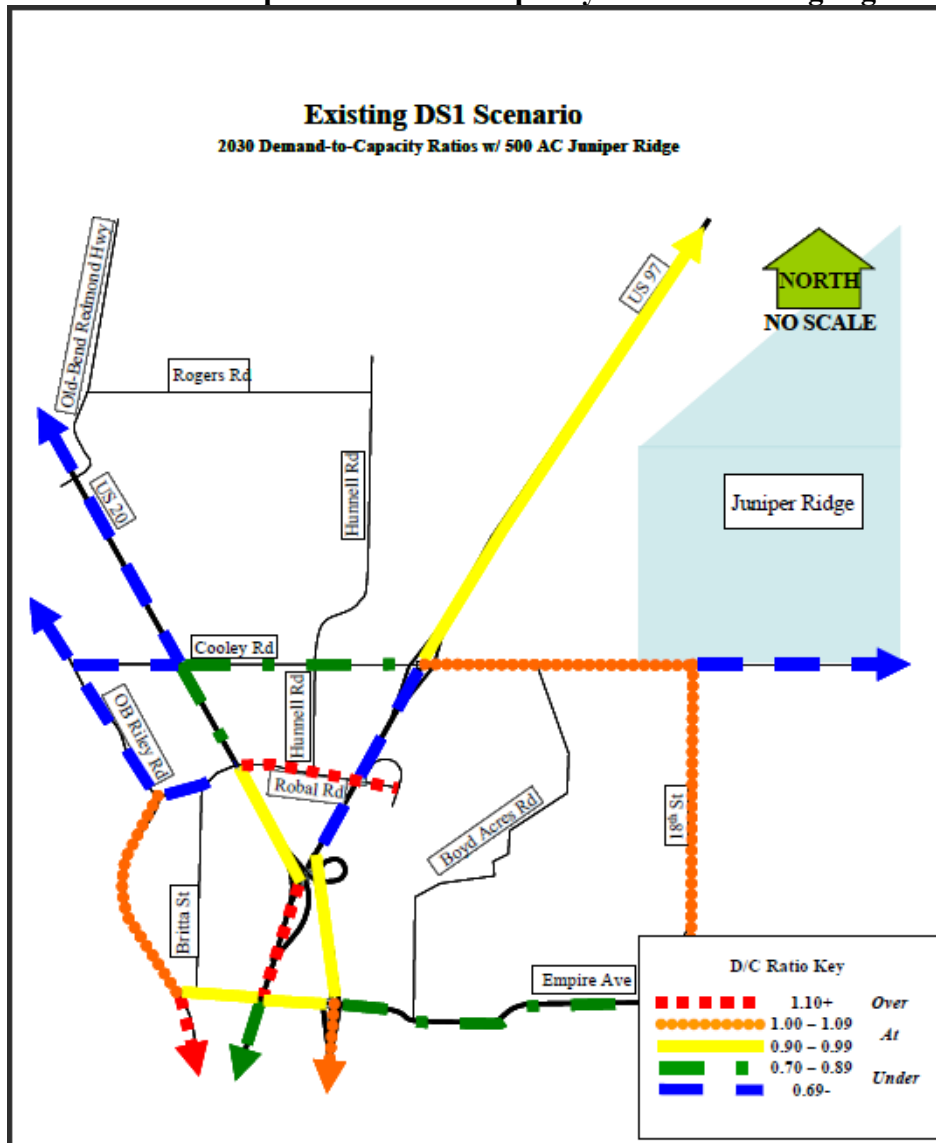 Existing DS1 Scenario
2030 Demand-to-Capacity Ratios w/ 500 AC Juniper Ridge
Old-Bend Redmond Hwy
US 97
NORTH
NO SCALE
Rogers Rd
Hunnell Rd
US 20
Juniper Ridge
Cooley Rd
OB Riley Rd
Hunnell Rd
Robal Rd
Boyd Acres Rd
18th St
Britta St
Empire Ave
D/C Ratio Key
1.10+ Over
1.00 – 1.09
At
0.90 – 0.99
0.70 – 0.89
Under
0.69-